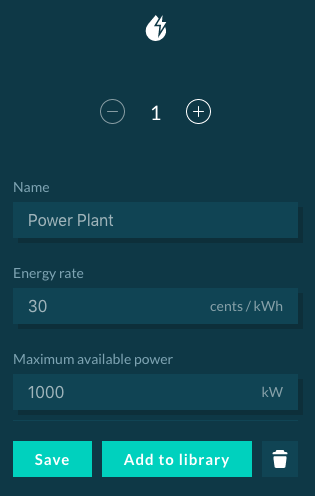 1
Name
Power Plant
Energy rate
30 cents / kWh
Maximum available power
1000 kW
Save Add to library